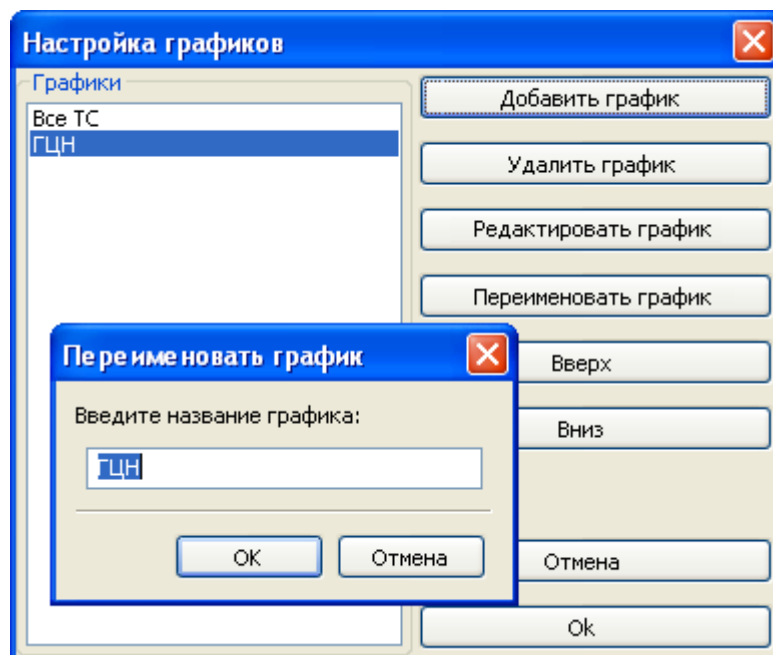 Настройка графиков
Графики
Все ТС
ГЦН
Добавить график
Удалить график
Редактировать график
Переименовать график
Вверх
Вниз
Отмена
Ok
Переименовать график
Введите название графика:
ГЦН
OK
Отмена